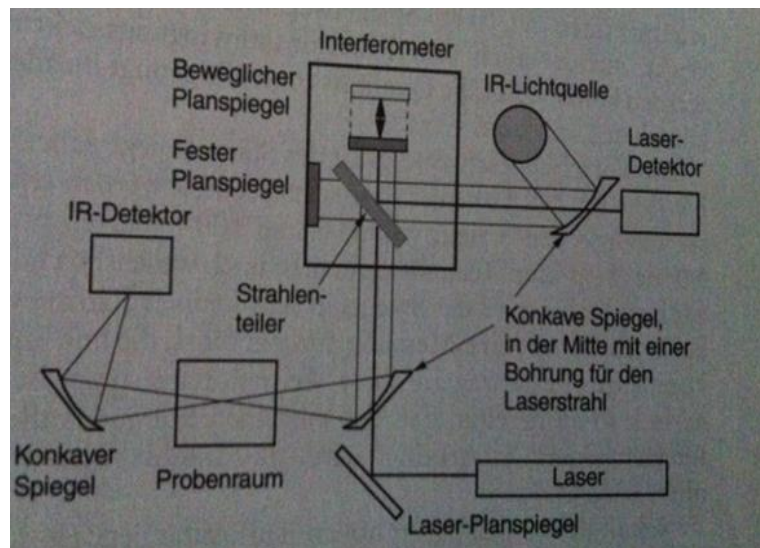 Interferometer
Beweglicher
Planspiegel
IR-Lichtquelle
Laser-
Detektor
Fester
Planspiegel
IR-Detektor
Strahlen-
teiler
Konkave Spiegel,
in der Mitte mit einer
Bohrung für den
Laserstrahl
Konkaver
Spiegel
Probenraum
Laser
Laser-Planspiegel